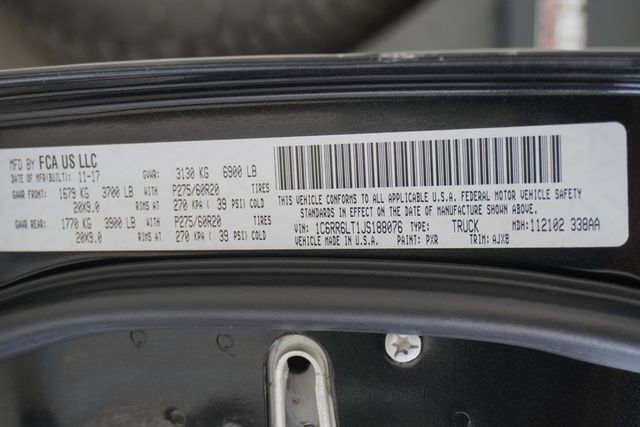 MFD BY FCA US LLC
DATE OF MFR(BUILT): 11-17 GVWR: 3130 KG 6900 LB
GAWR FRONT: 1679 KG 3700 LB WITH P275/60R20 TIRES
20X9.0 RIMS AT 270 KPA ( 39 PSI) COLD
GAWR REAR: 1770 KG 3900 LB WITH P275/60R20 TIRES
20X9.0 RIMS AT 270 KPA ( 39 PSI) COLD
THIS VEHICLE CONFORMS TO ALL APPLICABLE U.S.A. FEDERAL MOTOR VEHICLE SAFETY
STANDARDS IN EFFECT ON THE DATE OF MANUFACTURE SHOWN ABOVE.
VIN: 1C6RR6LT1JS188076 TYPE: TRUCK MDH: 112102 338AA
VEHICLE MADE IN U.S.A. PAINT: PXR TRIM: AJX8